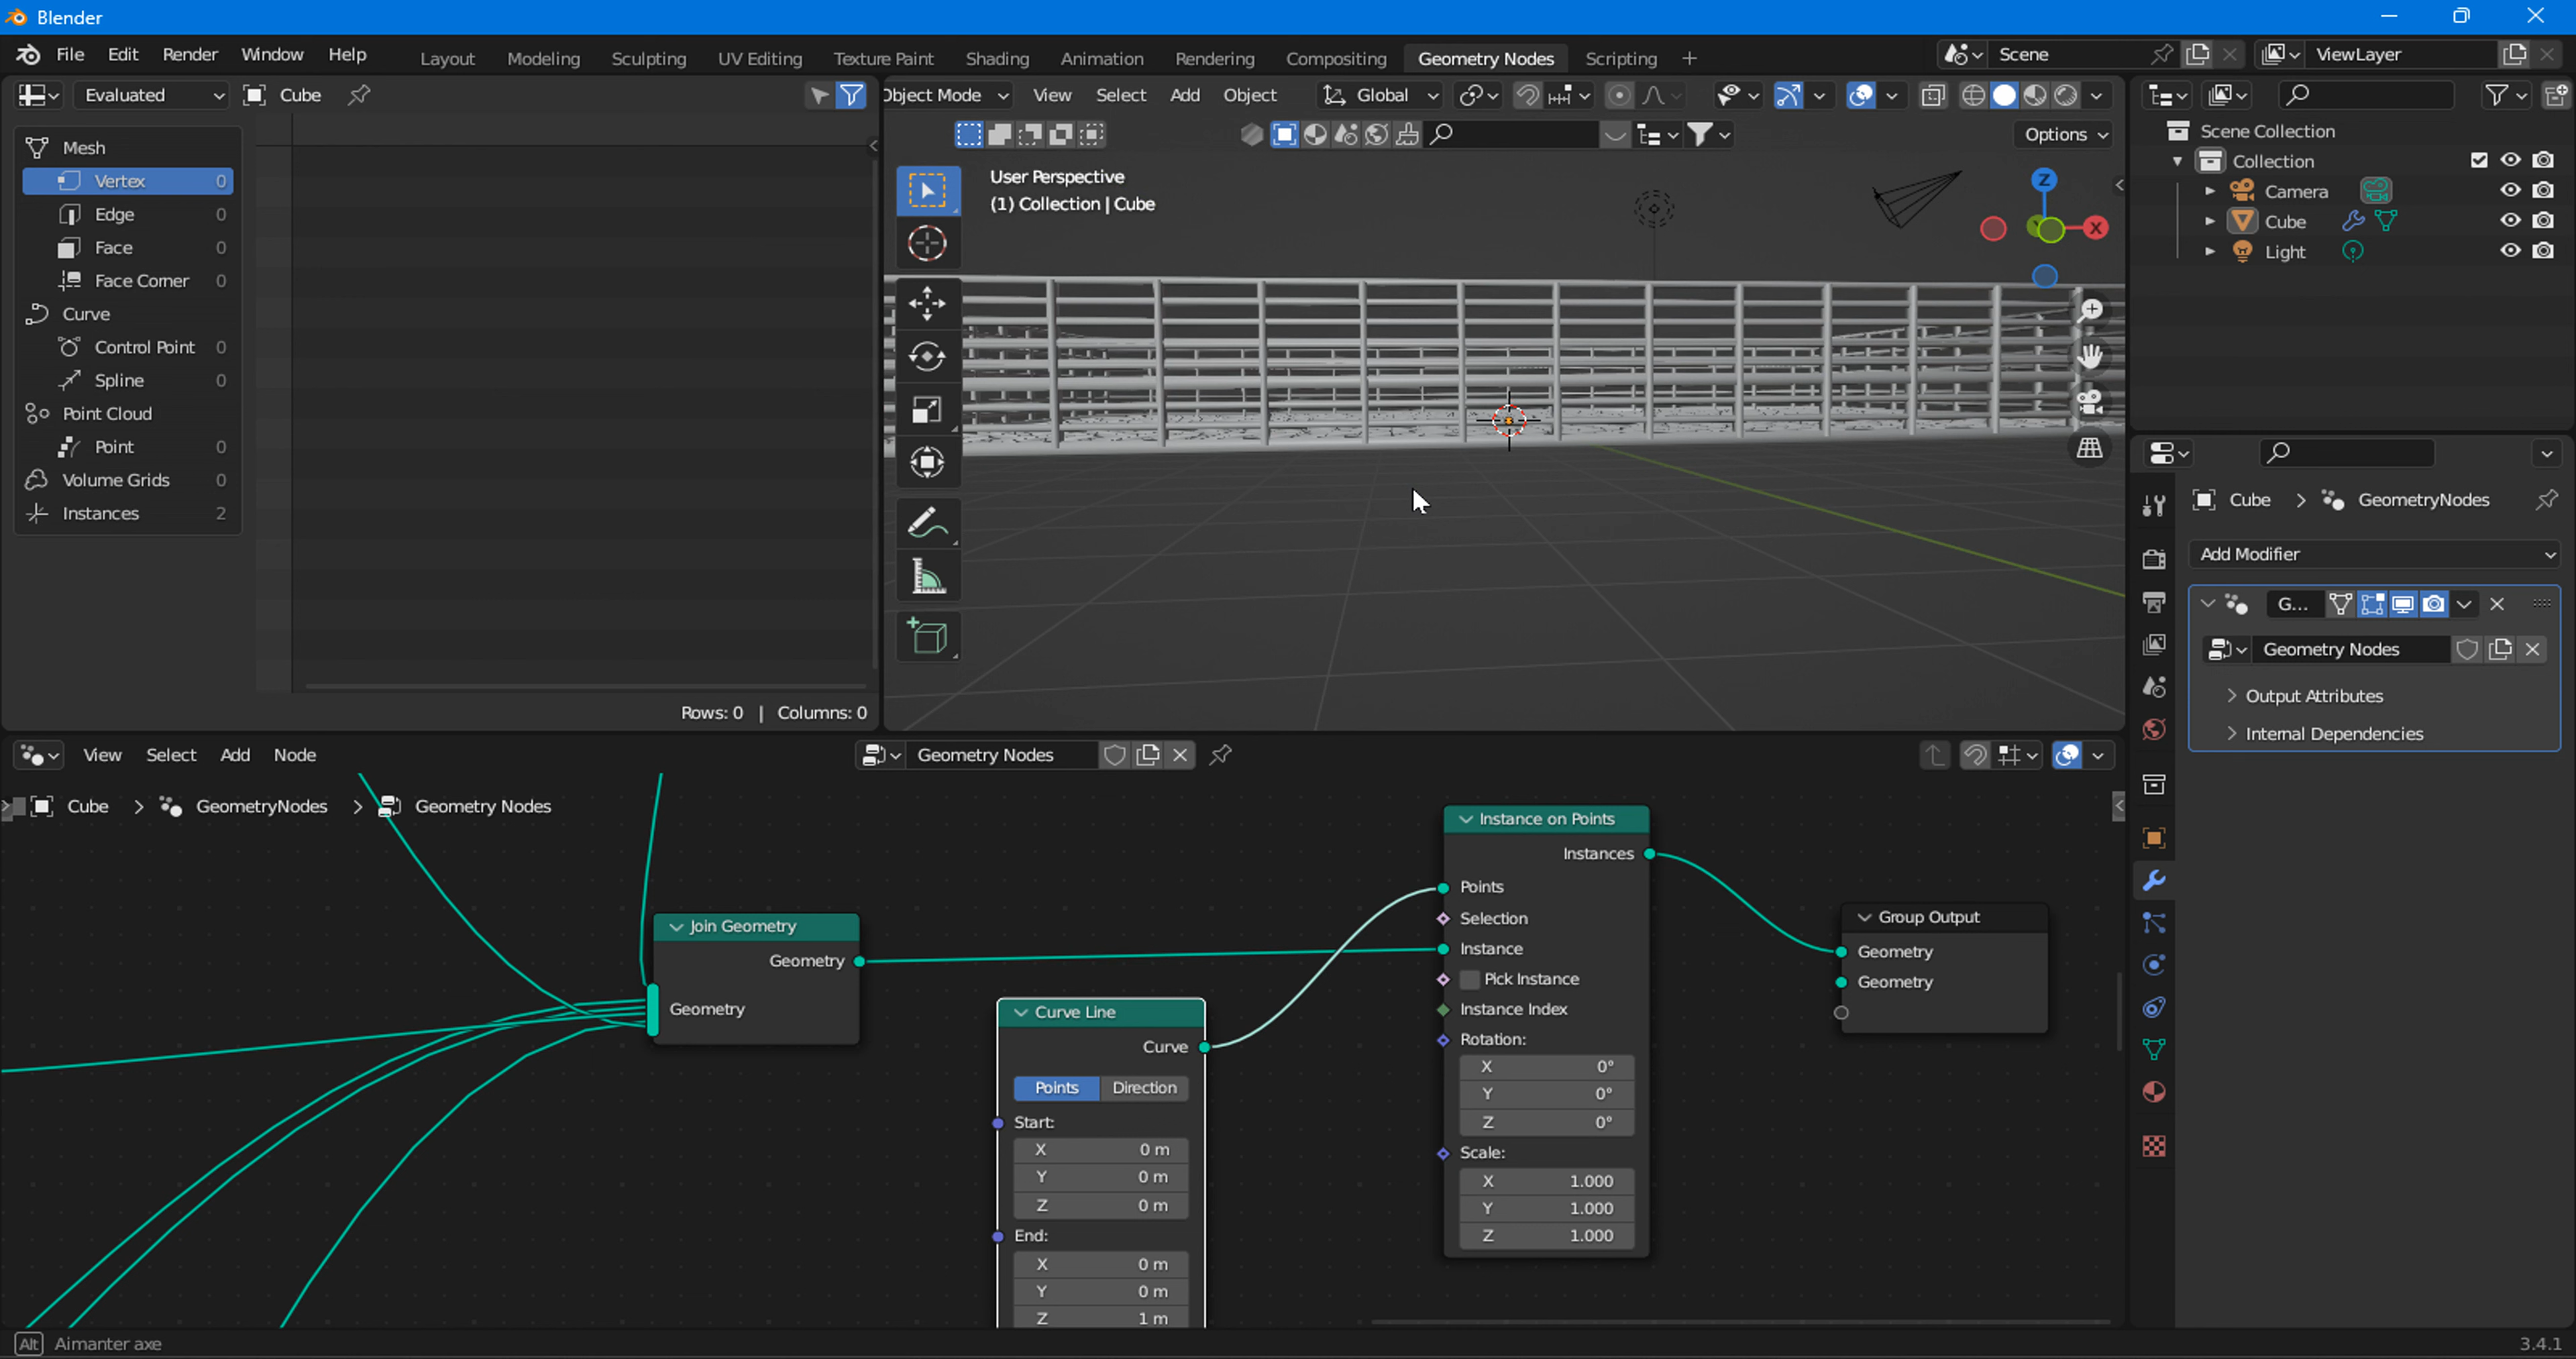 Blender
File Edit Render Window Help Layout Modeling Sculpting UV Editing Texture Paint Shading Animation Rendering Compositing Geometry Nodes Scripting + Scene ViewLayer
Evaluated Cube
Mesh
Vertex 0
Edge 0
Face 0
Face Corner 0
Curve
Control Point 0
Spline 0
Point Cloud
Point 0
Volume Grids 0
Instances 2
Rows: 0 | Columns: 0
Object Mode View Select Add Object Global
Options
User Perspective
(1) Collection | Cube
Z
X
Scene Collection
Collection
Camera
Cube
Light
Cube > GeometryNodes
Add Modifier
G...
Geometry Nodes
Output Attributes
Internal Dependencies
View Select Add Node Geometry Nodes
Cube > GeometryNodes > Geometry Nodes
Join Geometry
Geometry
Geometry
Curve Line
Curve
Points Direction
Start:
X 0 m
Y 0 m
Z 0 m
End:
X 0 m
Y 0 m
Z 1 m
Instance on Points
Instances
Points
Selection
Instance
Pick Instance
Instance Index
Rotation:
X 0°
Y 0°
Z 0°
Scale:
X 1.000
Y 1.000
Z 1.000
Group Output
Geometry
Geometry
Alt Aimanter axe
3.4.1